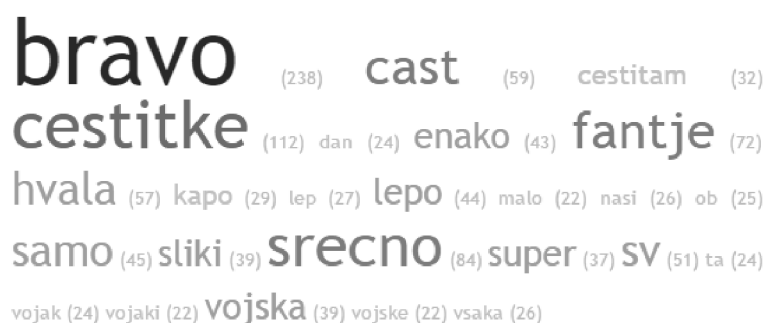 bravo (238) cast (59) cestitam (32)
cestitke (112) dan (24) enako (43) fantje (72)
hvala (57) kapo (29) lep (27) lepo (44) malo (22) nasi (26) ob (25)
samo (45) sliki (39) srecno (84) super (37) sv (51) ta (24)
vojak (24) vojaki (22) vojska (39) vojske (22) vsaka (26)